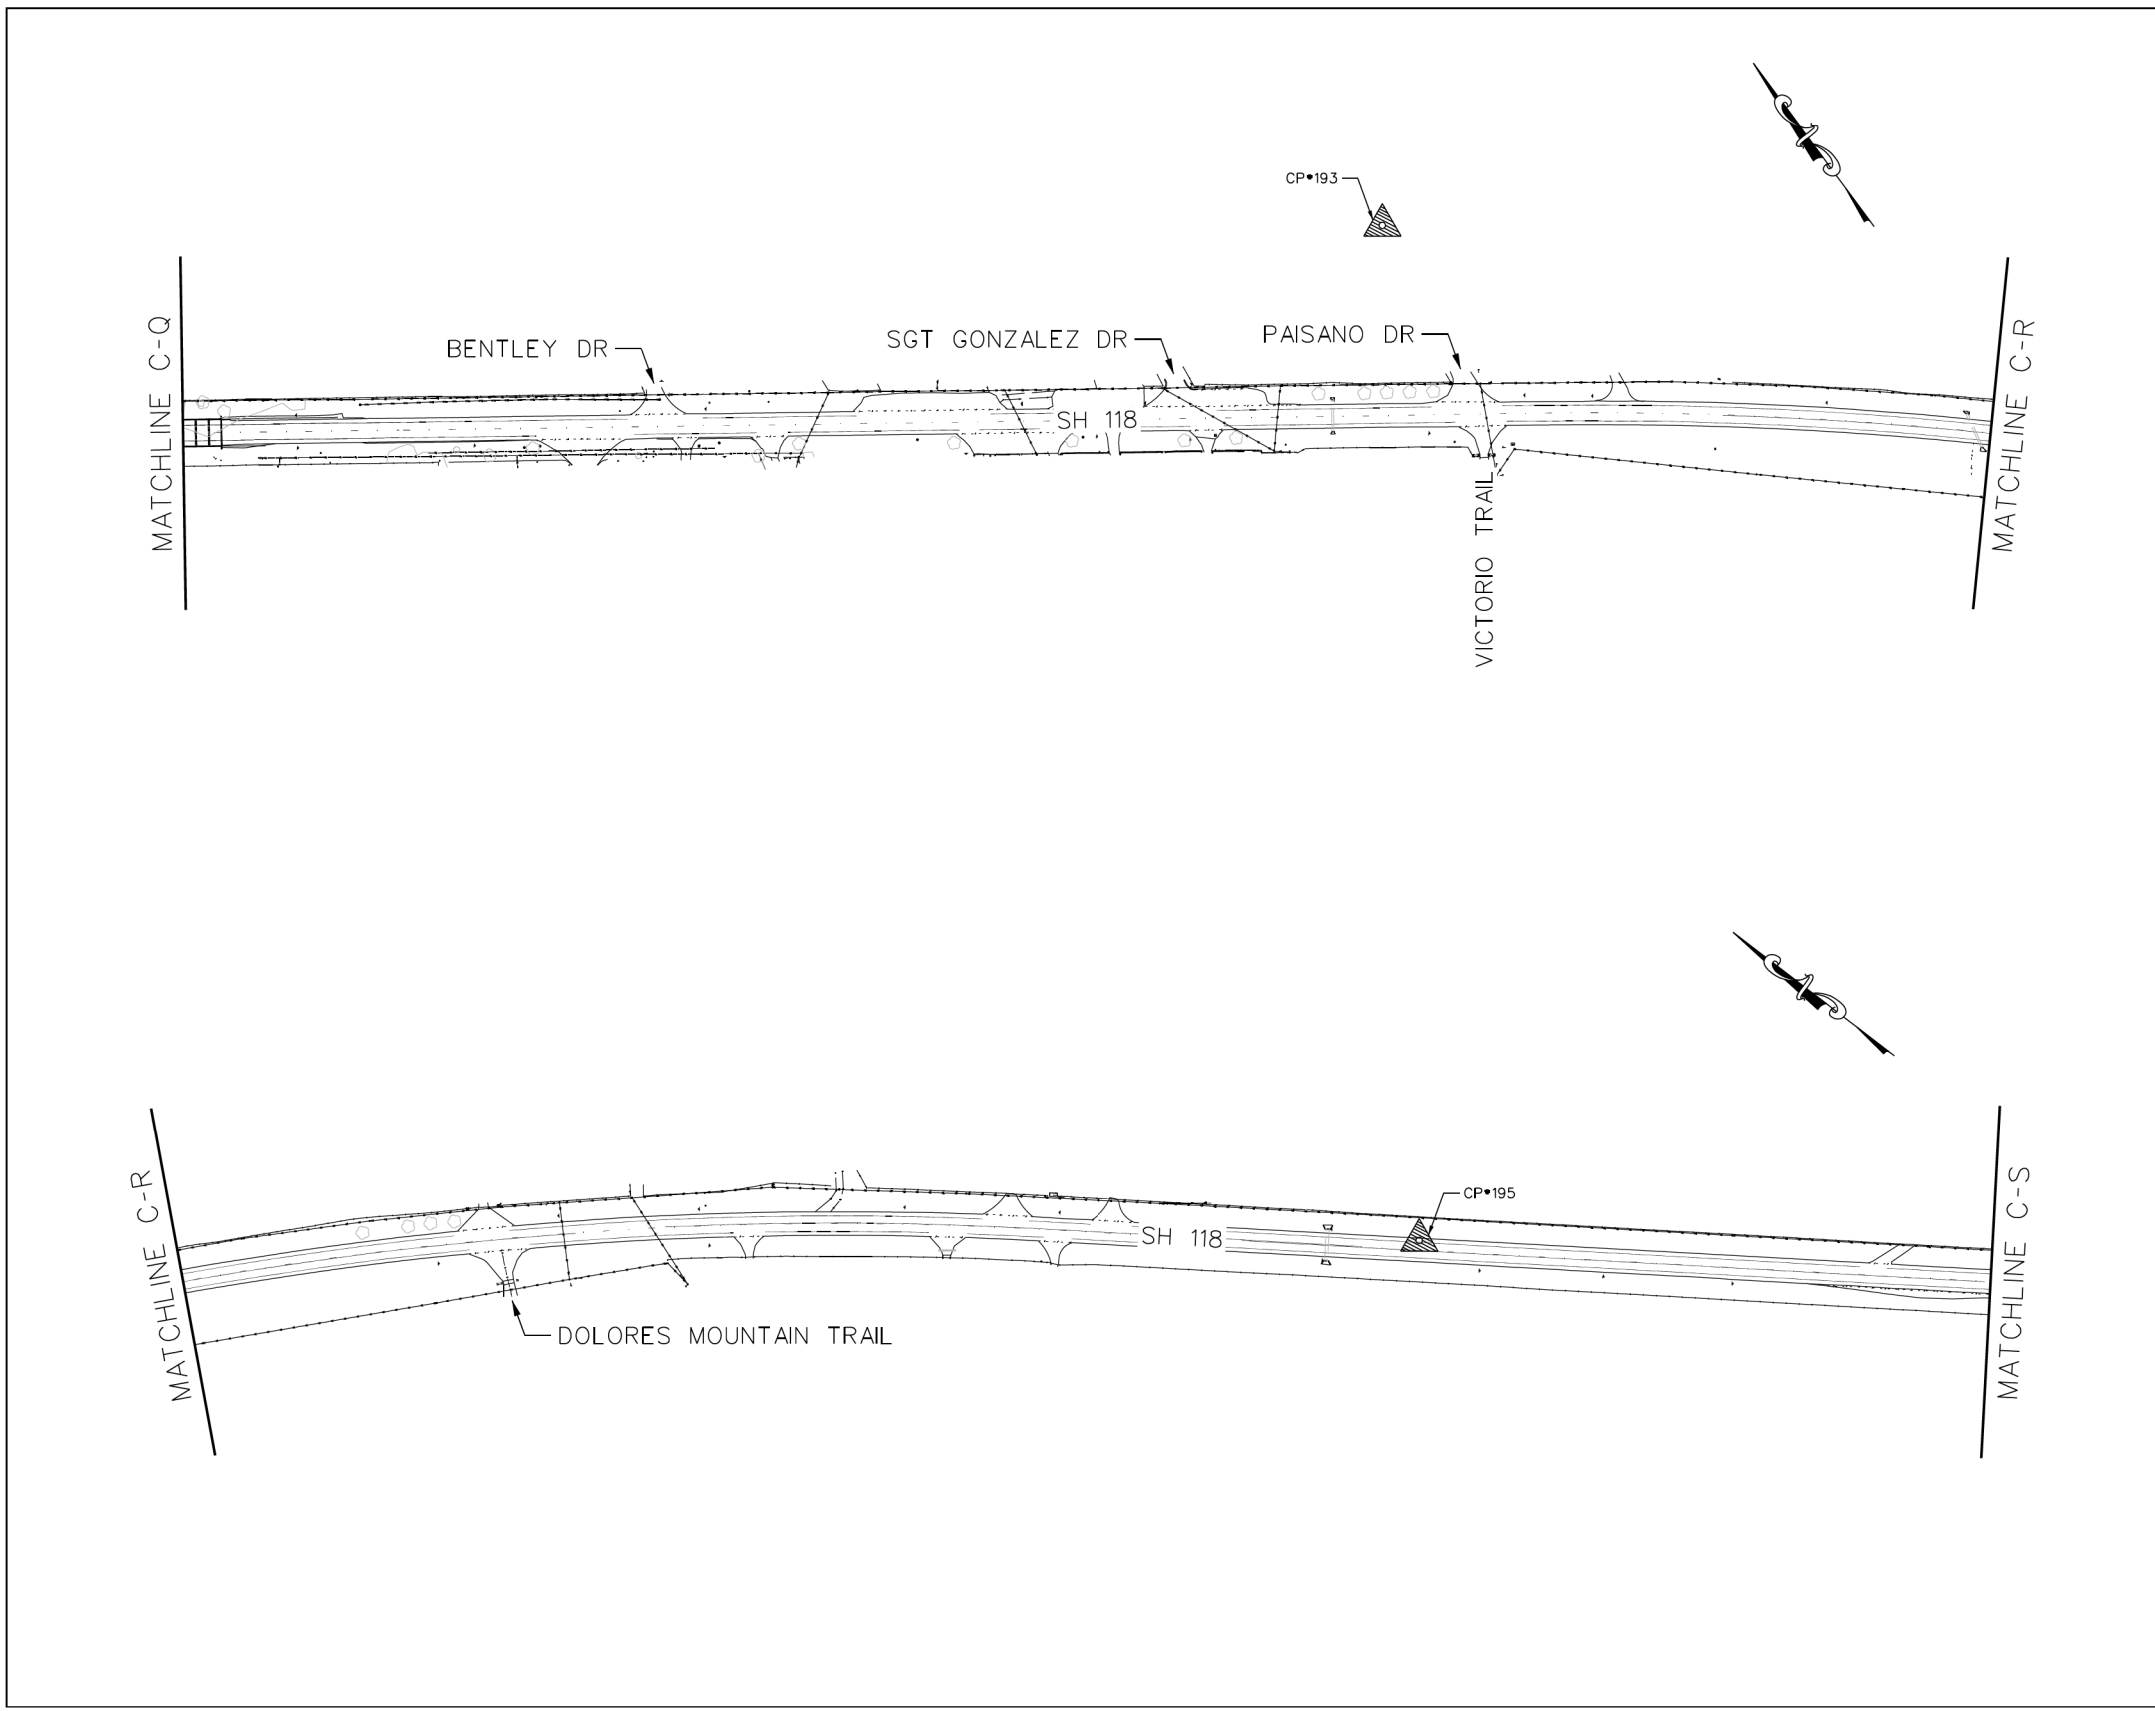 CP#193
MATCHLINE C-Q
BENTLEY DR
SGT GONZALEZ DR
PAISANO DR
MATCHLINE C-R
SH 118
VICTORIO TRAIL
MATCHLINE C-R
CP#195
MATCHLINE C-S
SH 118
DOLORES MOUNTAIN TRAIL